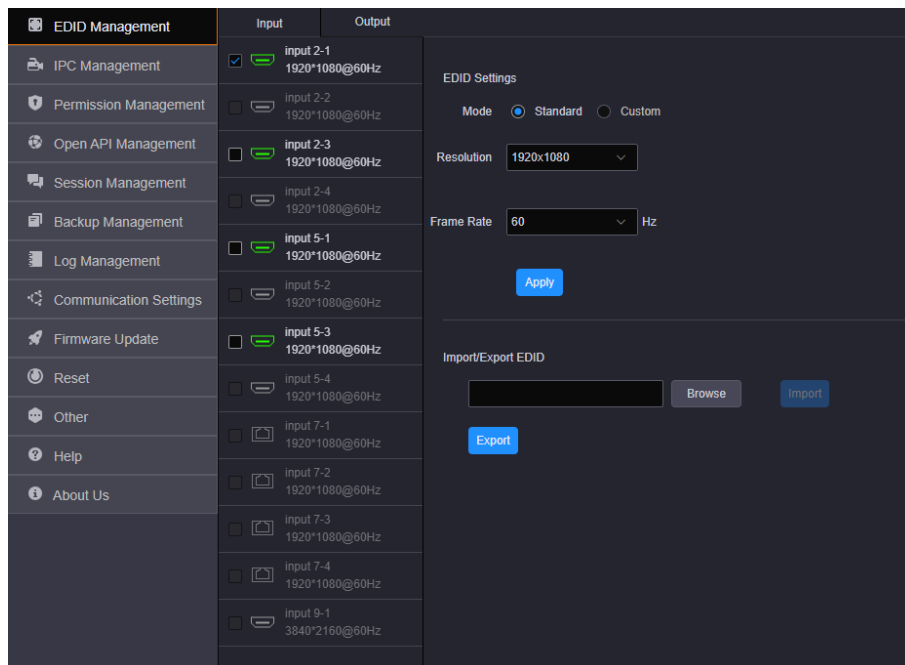 EDID Management
IPC Management
Permission Management
Open API Management
Session Management
Backup Management
Log Management
Communication Settings
Firmware Update
Reset
Other
Help
About Us
Input Output
input 2-1
1920*1080@60Hz
input 2-2
1920*1080@60Hz
input 2-3
1920*1080@60Hz
input 2-4
1920*1080@60Hz
input 5-1
1920*1080@60Hz
input 5-2
1920*1080@60Hz
input 5-3
1920*1080@60Hz
input 5-4
1920*1080@60Hz
input 7-1
1920*1080@60Hz
input 7-2
1920*1080@60Hz
input 7-3
1920*1080@60Hz
input 7-4
1920*1080@60Hz
input 9-1
3840*2160@60Hz
EDID Settings
Mode Standard Custom
Resolution 1920x1080
Frame Rate 60 Hz
Apply
Import/Export EDID
Browse Import
Export